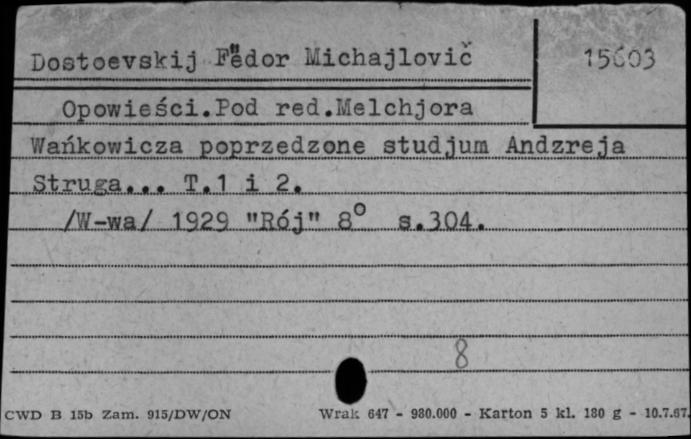 Dostoevskij Fëdor Michajlovič
15603
Opowieści.Pod red.Melchjora
Wańkowicza poprzedzone studjum Andzreja
Struga... T.1 i 2.
/W-wa/ 1929 "Rój" 8° s.304.
8
CWD B 15b Zam. 915/DW/ON
Wrak 647 - 980.000 - Karton 5 kl. 180 g - 10.7.67.